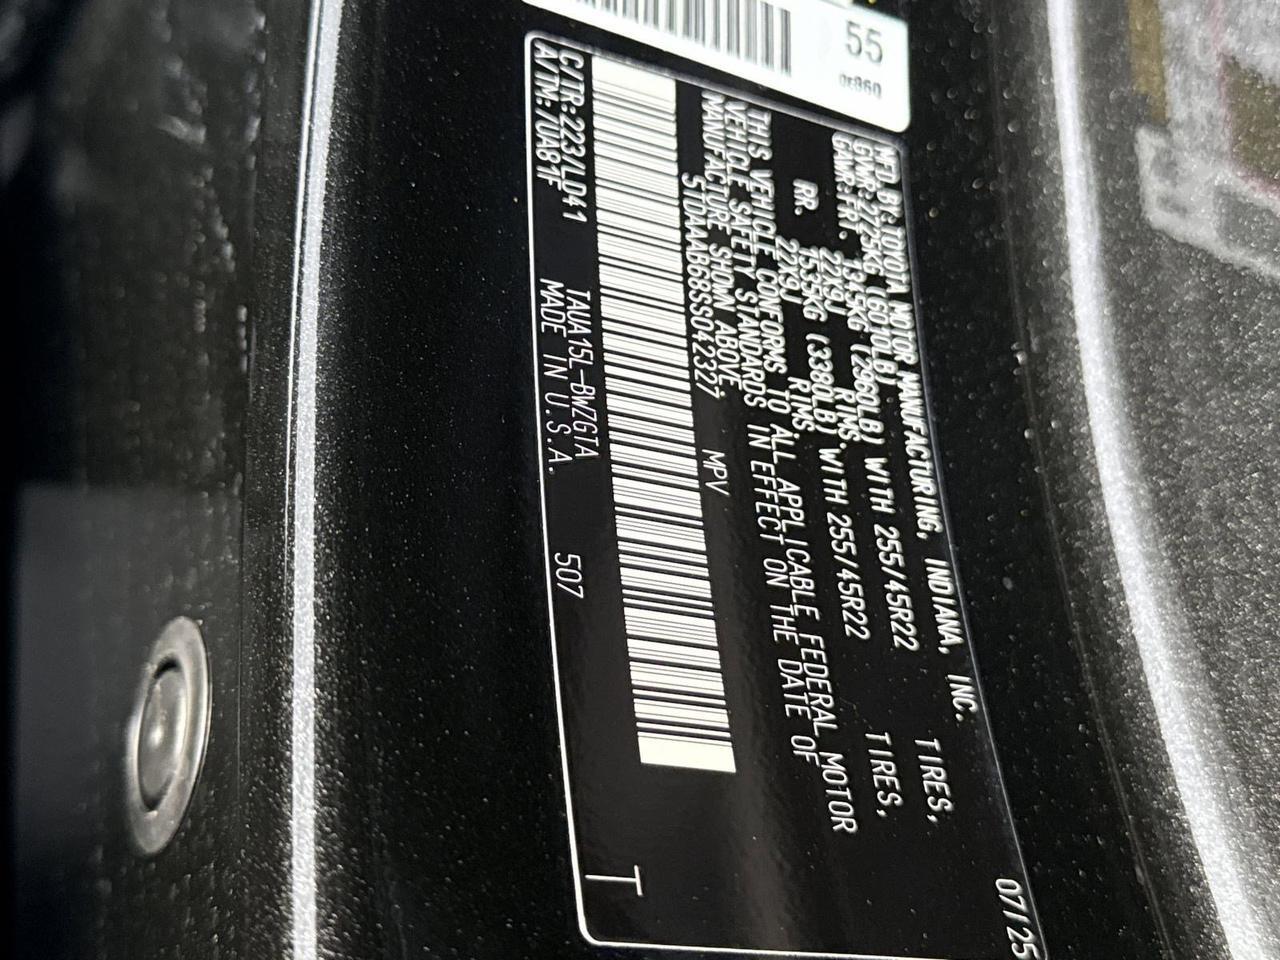 55
0E960
MFD.BY:TOYOTA MOTOR MANUFACTURING, INDIANA, INC. 07/25
GVWR:2725KG (6010LB)
GAWR:FRT. 1345KG (2960LB) WITH 255/45R22 TIRES,
22X9J RIMS.
RR. 1535KG (3380LB) WITH 255/45R22 TIRES,
22X9J RIMS
THIS VEHICLE CONFORMS TO ALL APPLICABLE FEDERAL MOTOR
VEHICLE SAFETY STANDARDS IN EFFECT ON THE DATE OF
MANUFACTURE SHOWN ABOVE.
5TDAAAB68SS042327 MPV
C/TR:223/LD41 TAUA15L-BWZGTA 507
A/TM:/UA81F MADE IN U.S.A.
T